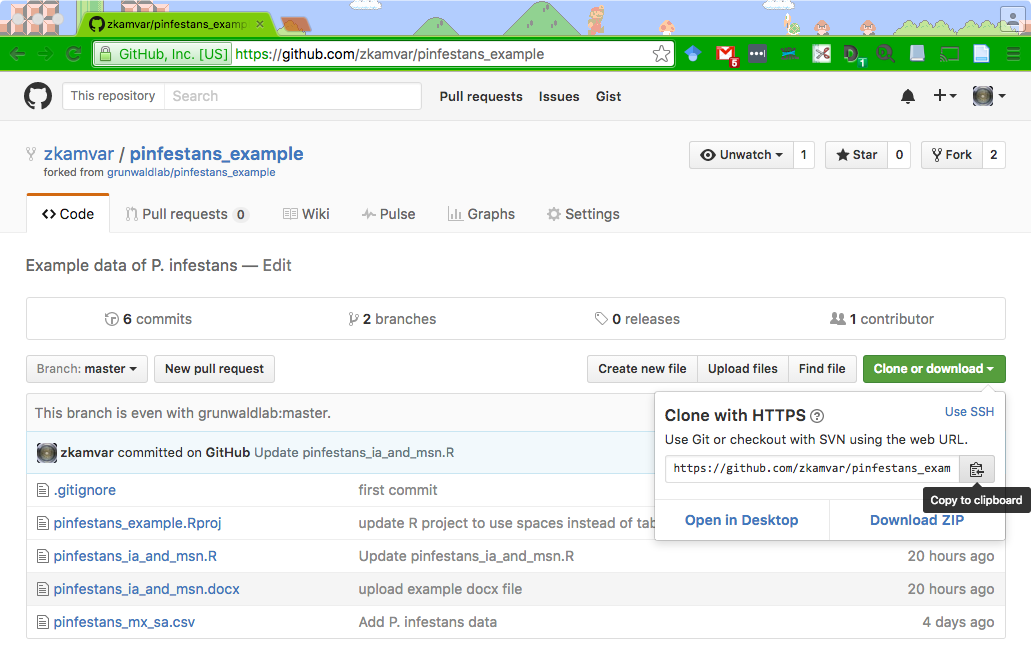 zkamvar/pinfestans_examp
GitHub, Inc. [US] https://github.com/zkamvar/pinfestans_example
6
1
This repository Search Pull requests Issues Gist
zkamvar / pinfestans_example
Unwatch 1 Star 0 Fork 2
forked from grunwaldlab/pinfestans_example
Code Pull requests 0 Wiki Pulse Graphs Settings
Example data of P. infestans — Edit
6 commits 2 branches 0 releases 1 contributor
Branch: master New pull request Create new file Upload files Find file Clone or download
This branch is even with grunwaldlab:master.
Clone with HTTPS ? Use SSH
Use Git or checkout with SVN using the web URL.
https://github.com/zkamvar/pinfestans_exam
Copy to clipboard
Open in Desktop Download ZIP
zkamvar committed on GitHub Update pinfestans_ia_and_msn.R
.gitignore first commit
pinfestans_example.Rproj update R project to use spaces instead of tab
pinfestans_ia_and_msn.R Update pinfestans_ia_and_msn.R 20 hours ago
pinfestans_ia_and_msn.docx upload example docx file 20 hours ago
pinfestans_mx_sa.csv Add P. infestans data 4 days ago